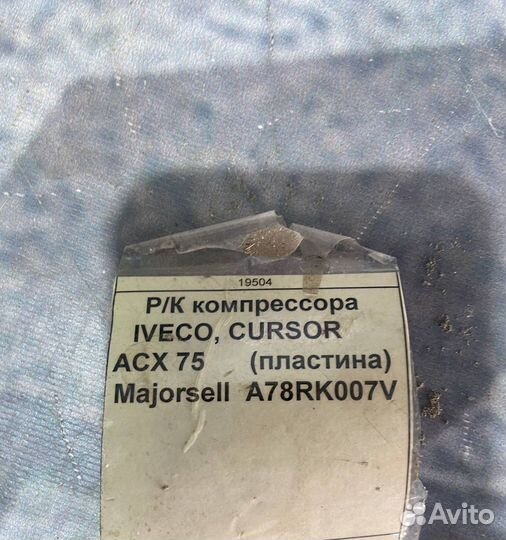 19504
Р/К компрессора
IVECO, CURSOR
ACX 75 (пластина)
Majorsell A78RK007V
Avito